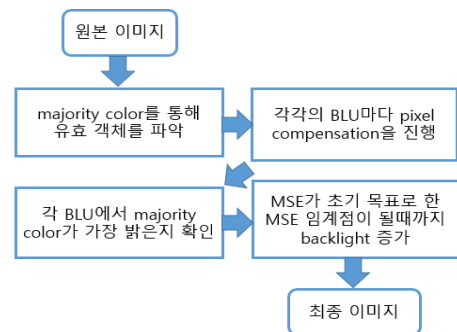 원본 이미지
majority color를 통해
유효 객체를 파악
각각의 BLU마다 pixel
compensation을 진행
각 BLU에서 majority
color가 가장 밝은지 확인
MSE가 초기 목표로 한
MSE 임계점이 될때까지
backlight 증가
최종 이미지